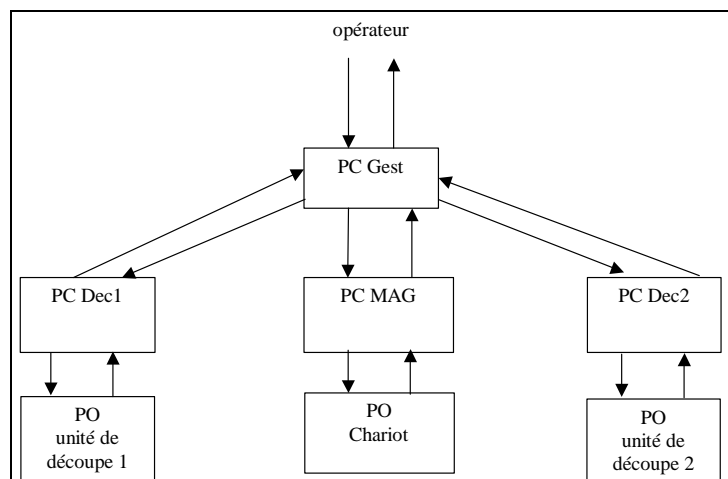 opérateur
PC Gest
PC Dec1
PC MAG
PC Dec2
PO
unité de
découpe 1
PO
Chariot
PO
unité de
découpe 2